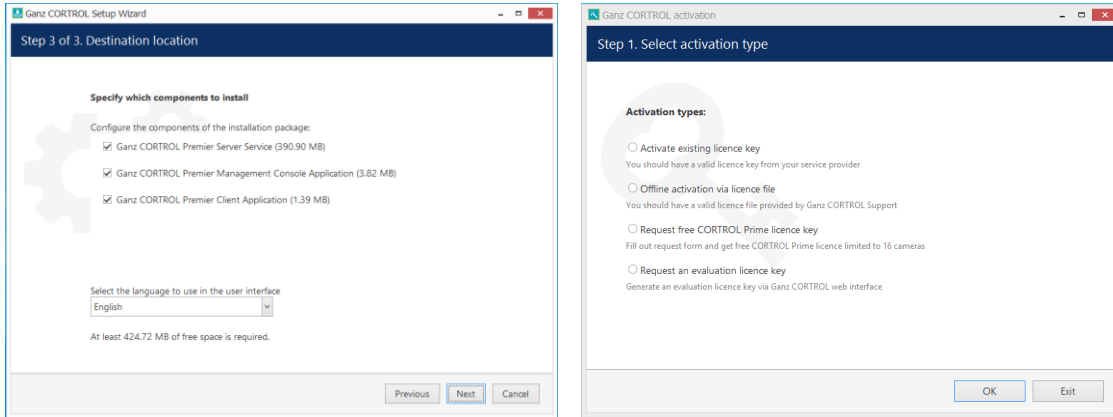 Ganz CORTROL Setup Wizard
Step 3 of 3. Destination location
Specify which components to install
Configure the components of the installation package:
Ganz CORTROL Premier Server Service (390.90 MB)
Ganz CORTROL Premier Management Console Application (3.82 MB)
Ganz CORTROL Premier Client Application (1.39 MB)
Select the language to use in the user interface
English
At least 424.72 MB of free space is required.
Previous
Next
Cancel
Ganz CORTROL activation
Step 1. Select activation type
Activation types:
Activate existing licence key
You should have a valid licence key from your service provider
Offline activation via licence file
You should have a valid licence file provided by Ganz CORTROL Support
Request free CORTROL Prime licence key
Fill out request form and get free CORTROL Prime licence limited to 16 cameras
Request an evaluation licence key
Generate an evaluation licence key via Ganz CORTROL web interface
OK
Exit